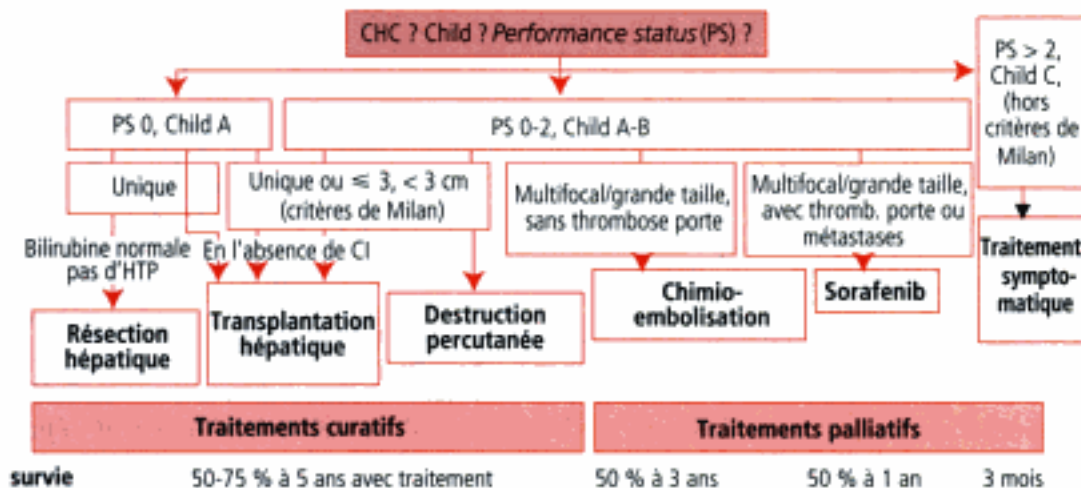 CHC ? Child ? Performance status (PS) ?
PS > 2,
Child C,
(hors
critères de
Milan)
PS 0, Child A
PS 0-2, Child A-B
Unique
Unique ou ≤ 3, < 3 cm
(critères de Milan)
Multifocal/grande taille,
sans thrombose porte
Multifocal/grande taille,
avec thromb. porte ou
métastases
Bilirubine normale
pas d'HTP
En l'absence de CI
Résection
hépatique
Transplantation
hépatique
Destruction
percutanée
Chimio-
embolisation
Sorafenib
Traitement
sympto-
matique
Traitements curatifs
Traitements palliatifs
survie 50-75 % à 5 ans avec traitement 50 % à 3 ans 50 % à 1 an 3 mois